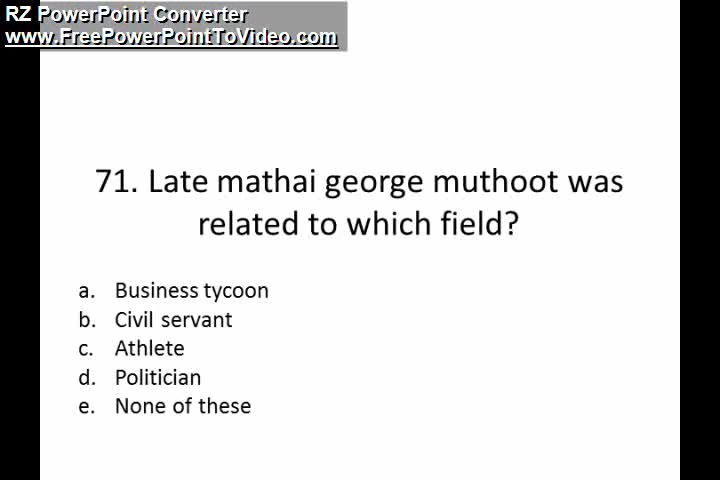 RZ PowerPoint Converter
www.FreePowerPointToVideo.com
71. Late mathai george muthoot was
related to which field?
a. Business tycoon
b. Civil servant
c. Athlete
d. Politician
e. None of these